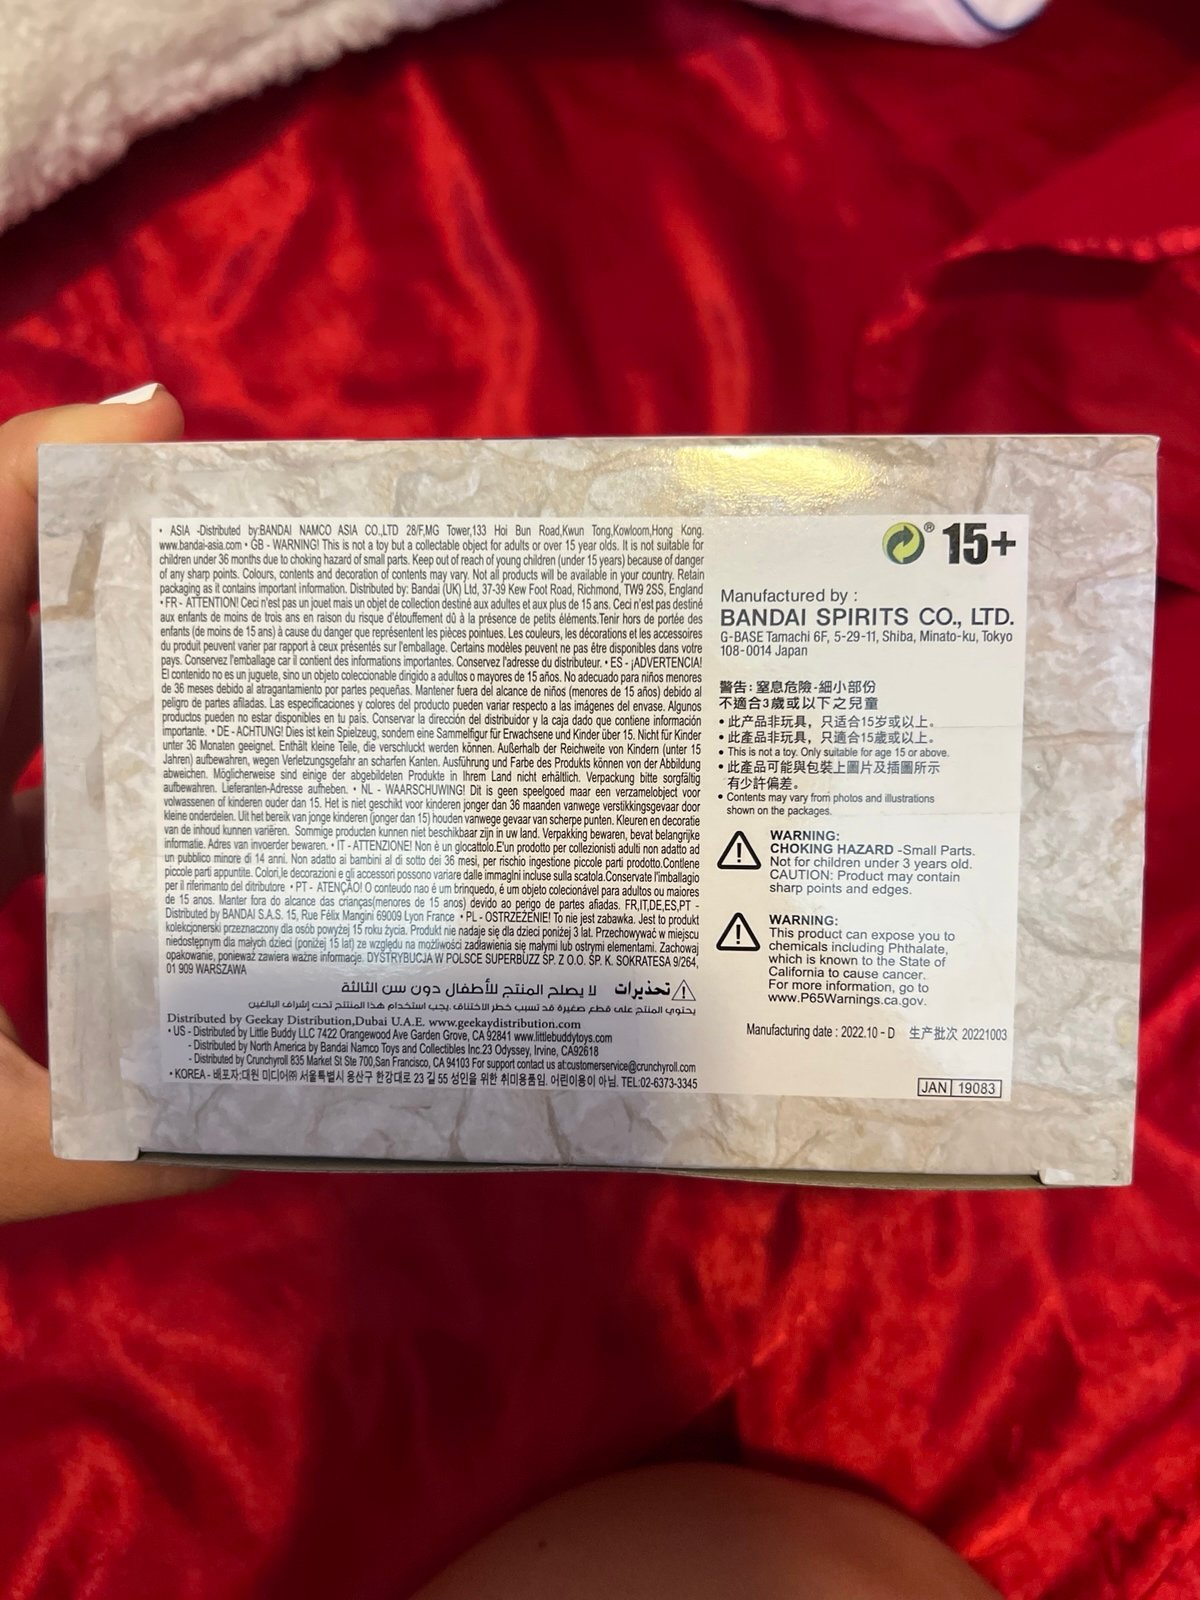 • ASIA -Distributed by:BANDAI NAMCO ASIA CO.,LTD 28/F,MG Tower,133 Hoi Bun Road,Kwun Tong,Kowloom,Hong Kong.
www.bandai-asia.com • GB - WARNING! This is not a toy but a collectable object for adults or over 15 year olds. It is not suitable for
children under 36 months due to choking hazard of small parts. Keep out of reach of young children (under 15 years) because of danger
of any sharp points. Colours, contents and decoration of contents may vary. Not all products will be available in your country. Retain
packaging as it contains important information. Distributed by: Bandai (UK) Ltd, 37-39 Kew Foot Road, Richmond, TW9 2SS, England
• FR - ATTENTION! Ceci n'est pas un jouet mais un objet de collection destiné aux adultes et aux plus de 15 ans. Ceci n'est pas destiné
aux enfants de moins de trois ans en raison du risque d'étouffement dû à la présence de petits éléments.Tenir hors de portée des
enfants (de moins de 15 ans) à cause du danger que représentent les pièces pointues. Les couleurs, les décorations et les accessoires
du produit peuvent varier par rapport à ceux présentés sur l'emballage. Certains modèles peuvent ne pas être disponibles dans votre
pays. Conservez l'emballage car il contient des informations importantes. Conservez l'adresse du distributeur. • ES - ¡ADVERTENCIA!
El contenido no es un juguete, sino un objeto coleccionable dirigido a adultos o mayores de 15 años. No adecuado para niños menores
de 36 meses debido al atragantamiento por partes pequeñas. Mantener fuera del alcance de niños (menores de 15 años) debido al
peligro de partes afiladas. Las especificaciones y colores del producto pueden variar respecto a las imágenes del envase. Algunos
productos pueden no estar disponibles en tu país. Conservar la dirección del distribuidor y la caja dado que contiene información
importante. • DE - ACHTUNG! Dies ist kein Spielzeug, sondern eine Sammelfigur für Erwachsene und Kinder über 15. Nicht für Kinder
unter 36 Monaten geeignet. Enthält kleine Teile, die verschluckt werden können. Außerhalb der Reichweite von Kindern (unter 15
Jahren) aufbewahren, wegen Verletzungsgefahr an scharfen Kanten. Ausführung und Farbe des Produkts können von der Abbildung
abweichen. Möglicherweise sind einige der abgebildeten Produkte in Ihrem Land nicht erhältlich. Verpackung bitte sorgfältig
aufbewahren. Lieferanten-Adresse aufheben. • NL - WAARSCHUWING! Dit is geen speelgoed maar een verzamelobject voor
volwassenen of kinderen ouder dan 15. Het is niet geschikt voor kinderen jonger dan 36 maanden vanwege verstikkingsgevaar door
kleine onderdelen. Uit het bereik van jonge kinderen (jonger dan 15) houden vanwege gevaar van scherpe punten. Kleuren en decoratie
van de inhoud kunnen variëren. Sommige producten kunnen niet beschikbaar zijn in uw land. Verpakking bewaren, bevat belangrijke
informatie. Adres van invoerder bewaren. • IT - ATTENZIONE! Non è un giocattolo.E'un prodotto per collezionisti adulti non adatto ad
un pubblico minore di 14 anni. Non adatto ai bambini al di sotto dei 36 mesi, per rischio ingestione piccole parti prodotto.Contiene
piccole parti appuntite. Colori,le decorazioni e gli accessori possono variare dalle immagini incluse sulla scatola.Conservate l'imballagio
per il riferimanto del ditributore • PT - ATENÇÃO! O conteudo nao é um brinquedo, é um objeto colecionável para adultos ou maiores
de 15 anos. Manter fora do alcance das crianças(menores de 15 anos) devido ao perigo de partes afiadas. FR,IT,DE,ES,PT -
Distributed by BANDAI S.A.S. 15, Rue Félix Mangini 69009 Lyon France • PL - OSTRZEŻENIE! To nie jest zabawka. Jest to produkt
kolekcjonerski przeznaczony dla osób powyżej 15 roku życia. Produkt nie nadaje się dla dzieci poniżej 3 lat. Przechowywać w miejscu
niedostępnym dla małych dzieci (poniżej 15 lat) ze względu na możliwości zadławienia się małymi lub ostrymi elementami. Zachowaj
opakowanie, ponieważ zawiera ważne informacje. DYSTRYBUCJA W POLSCE SUPERBUZZ SP. Z O.O. SP. K. SOKRATESA 9/264,
01 909 WARSZAWA
تحذيرات لا يصلح المنتج للأطفال دون سن الثالثة
يحتوي المنتج على قطع صغيرة قد تسبب خطر الاختناق. يجب استخدام هذا المنتج تحت إشراف البالغين
Distributed by Geekay Distribution,Dubai U.A.E. www.geekaydistribution.com
• US - Distributed by Little Buddy LLC 7422 Orangewood Ave Garden Grove, CA 92841 www.littlebuddytoys.com
- Distributed by North America by Bandai Namco Toys and Collectibles Inc.23 Odyssey, Irvine, CA92618
- Distributed by Crunchyroll 835 Market St Ste 700,San Francisco, CA 94103 For support contact us at:customerservice@crunchyroll.com
• KOREA - 배포자:대원 미디어㈜ 서울특별시 용산구 한강대로 23 길 55 성인을 위한 취미용품임. 어린이용이 아님. TEL:02-6373-3345
® 15+
Manufactured by :
BANDAI SPIRITS CO., LTD.
G-BASE Tamachi 6F, 5-29-11, Shiba, Minato-ku, Tokyo
108-0014 Japan
警告: 窒息危險-細小部份
不適合3歲或以下之兒童
• 此产品非玩具，只适合15岁或以上。
• 此產品非玩具，只適合15歲或以上。
• This is not a toy. Only suitable for age 15 or above.
• 此產品可能與包裝上圖片及插圖所示
有少許偏差。
• Contents may vary from photos and illustrations
shown on the packages.
WARNING:
CHOKING HAZARD -Small Parts.
Not for children under 3 years old.
CAUTION: Product may contain
sharp points and edges.
WARNING:
This product can expose you to
chemicals including Phthalate,
which is known to the State of
California to cause cancer.
For more information, go to
www.P65Warnings.ca.gov.
Manufacturing date : 2022.10 - D 生产批次 20221003
JAN 19083